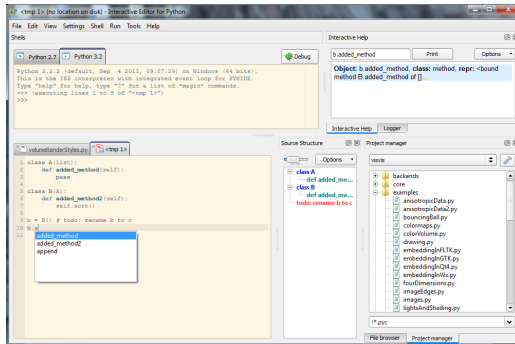 <tmp 1> (no location on disk) - Interactive Editor for Python
File Edit View Settings Shell Run Tools Help
Shells
Python 2.7 Python 3.2 Debug
Python 3.2.2 (default, Sep 4 2011, 09:07:29) on Windows (64 bits).
This is the IEP interpreter with integrated event loop for PYSIDE.
Type "help" for help, type "?" for a list of *magic* commands.
>>> (executing lines 1 to 9 of "<tmp 1>")
>>>
Interactive Help
b.added_method Print Options
Object: b.added_method, class: method, repr: <bound
method B.added_method of []...
Interactive Help Logger
volumeRenderStyles.py <tmp 1>
1 class A(list):
2 def added_method(self):
3 pass
4
5 class B(A):
6 def added_method2(self):
7 self.sort()
8
9 b = B() # todo: rename b to c
10 b.a
11
added_method
added_method2
append
Source Structure
Options
class A
def added_me...
class B
def added_me...
todo: rename b to c
Project manager
visvis
backends
core
examples
anisotropicData.py
anisotropicData2.py
bouncingBall.py
colormaps.py
colorVolume.py
drawing.py
embeddingInFLTK.py
embeddingInGTK.py
embeddingInQt4.py
embeddingInWx.py
fourDimensions.py
imageEdges.py
images.py
lightsAndShading.py
!*.pyc
File browser Project manager